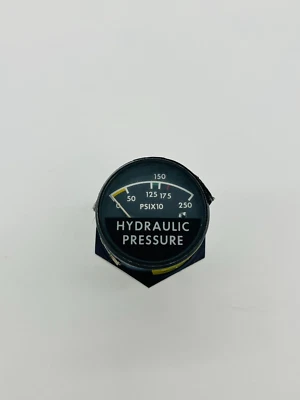 150
125 175
0 50 PSIX10 250
HYDRAULIC
PRESSURE